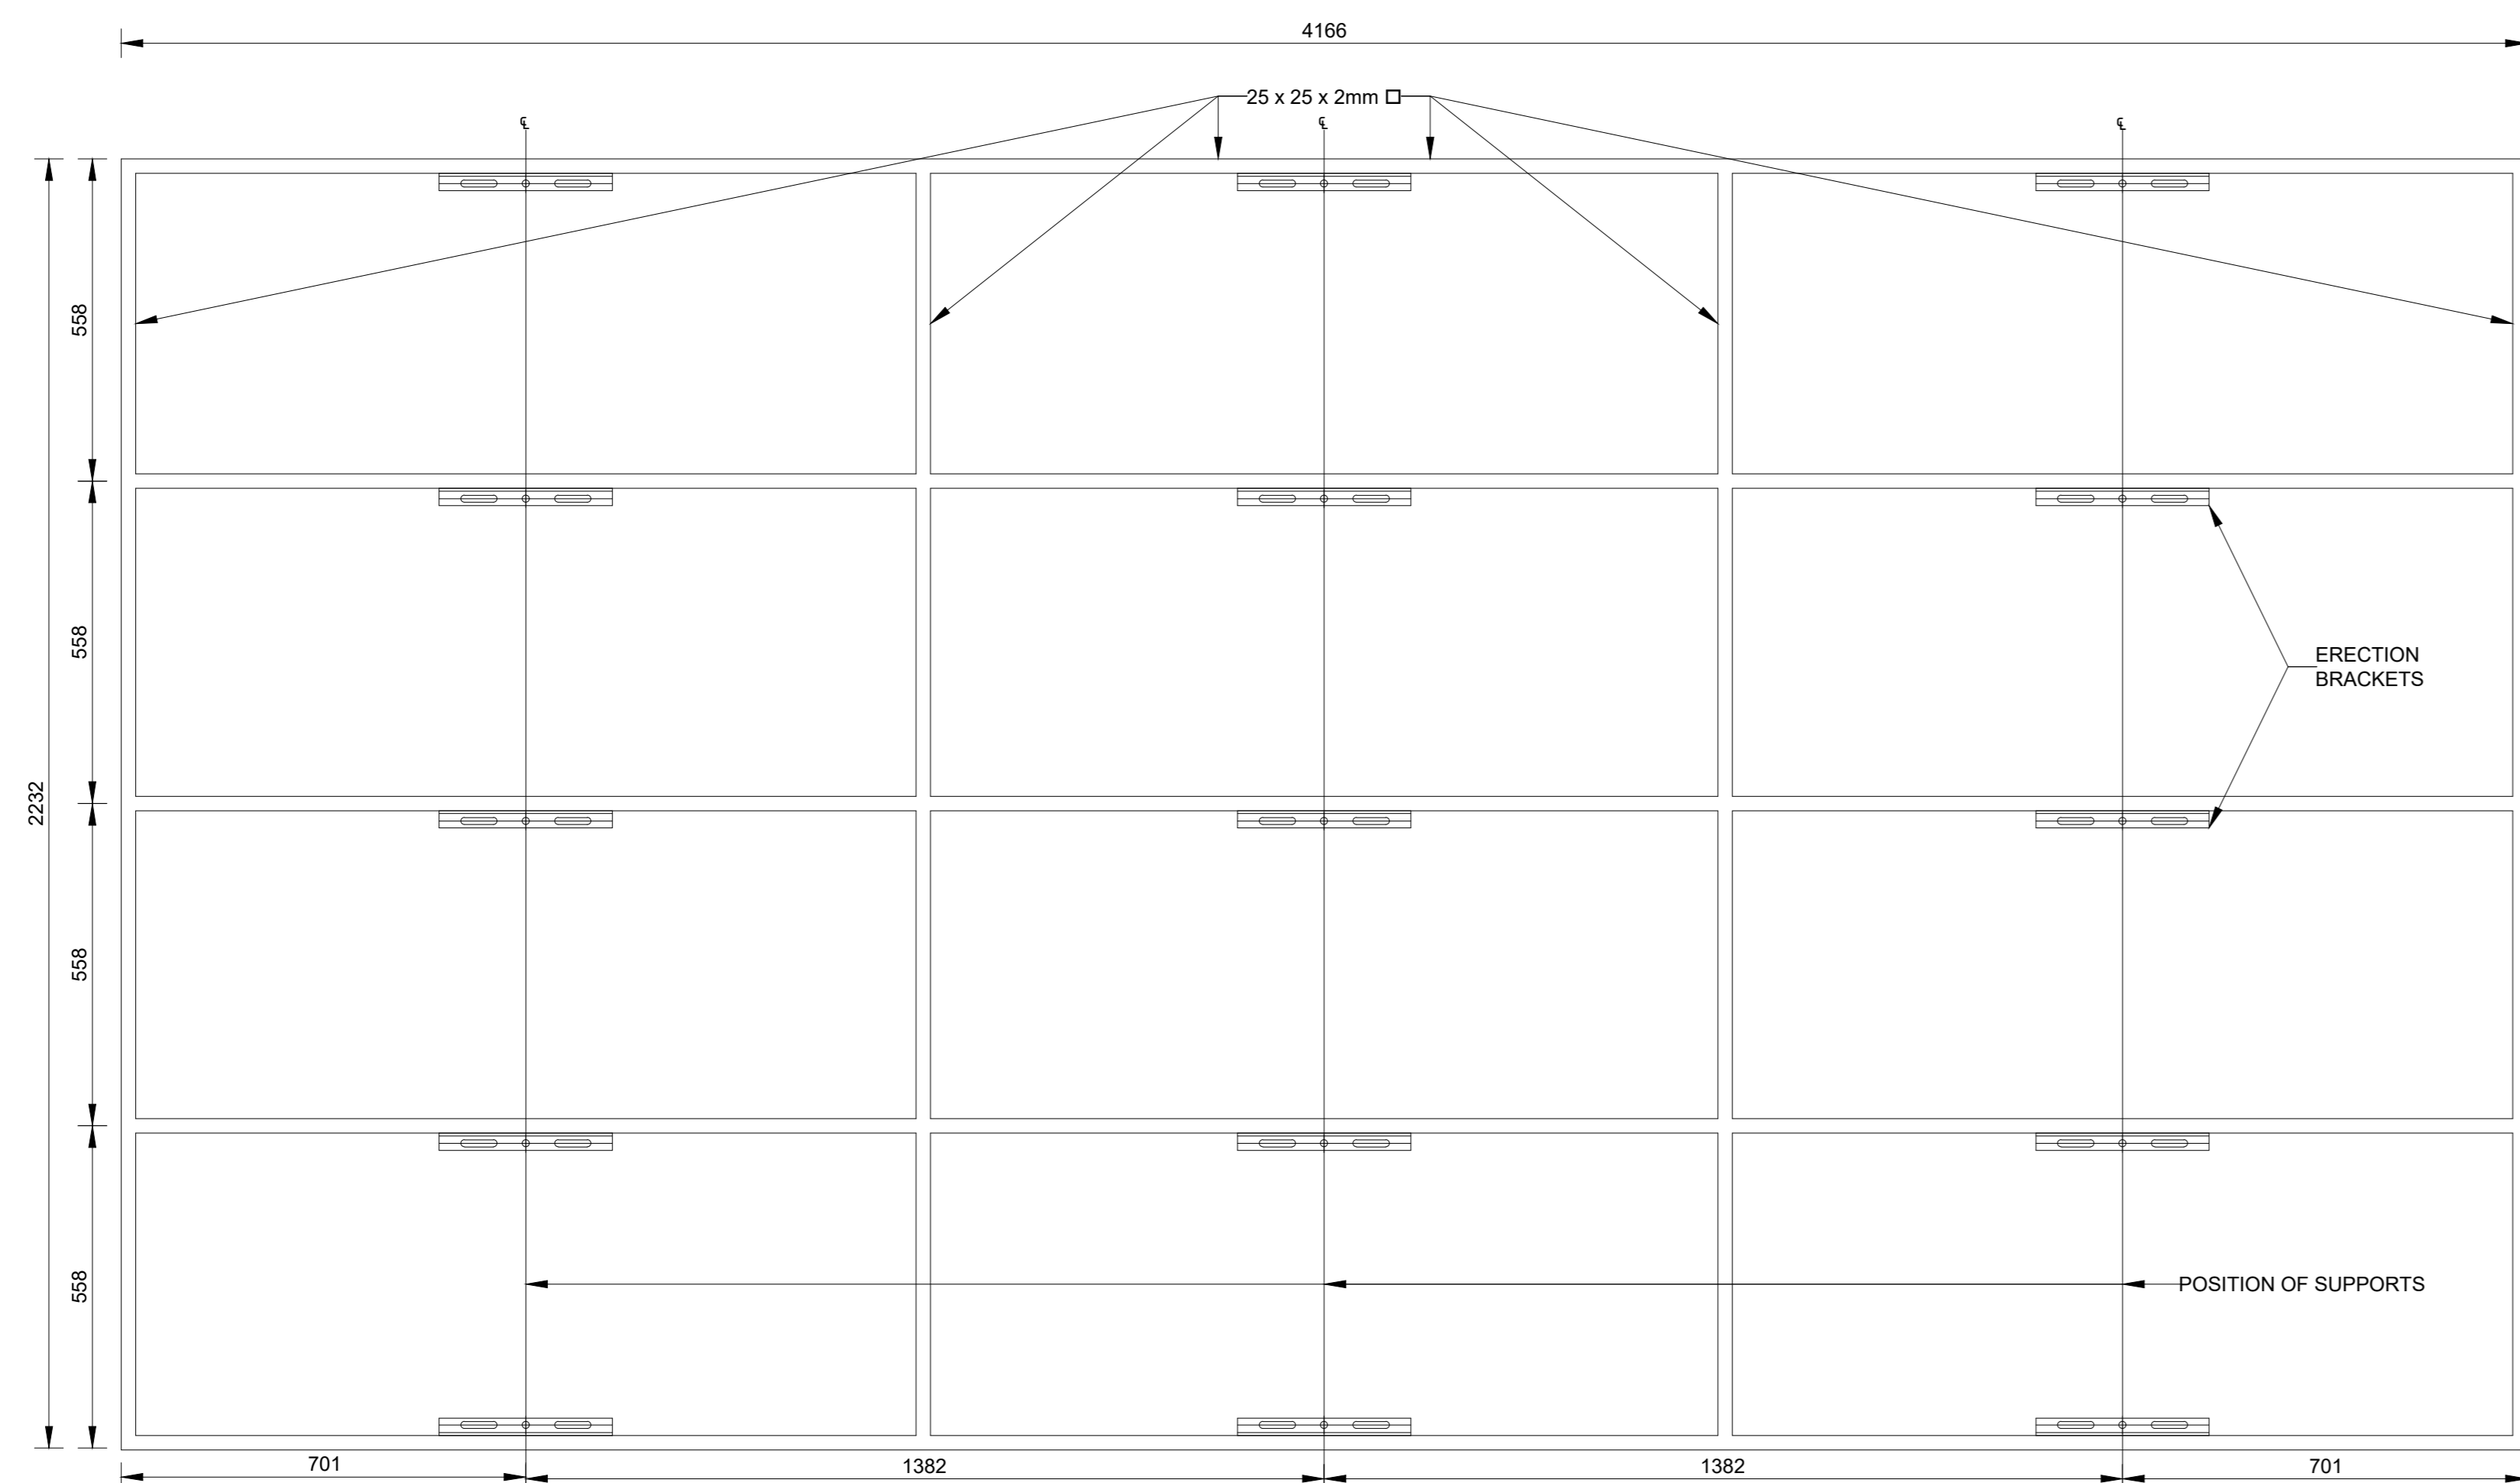 4166
25 x 25 x 2mm □
℄ ℄ ℄
558
558
2232
558
558
ERECTION
BRACKETS
POSITION OF SUPPORTS
701 1382 1382 701